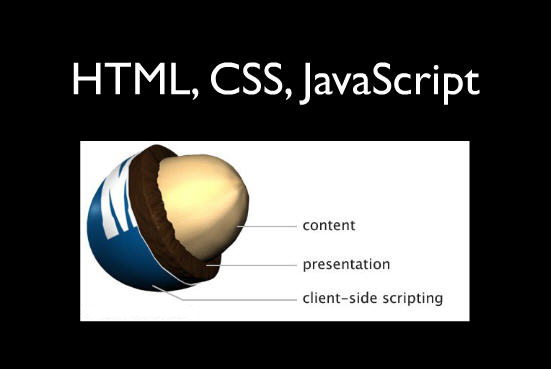 HTML, CSS, JavaScript
M
content
presentation
client-side scripting